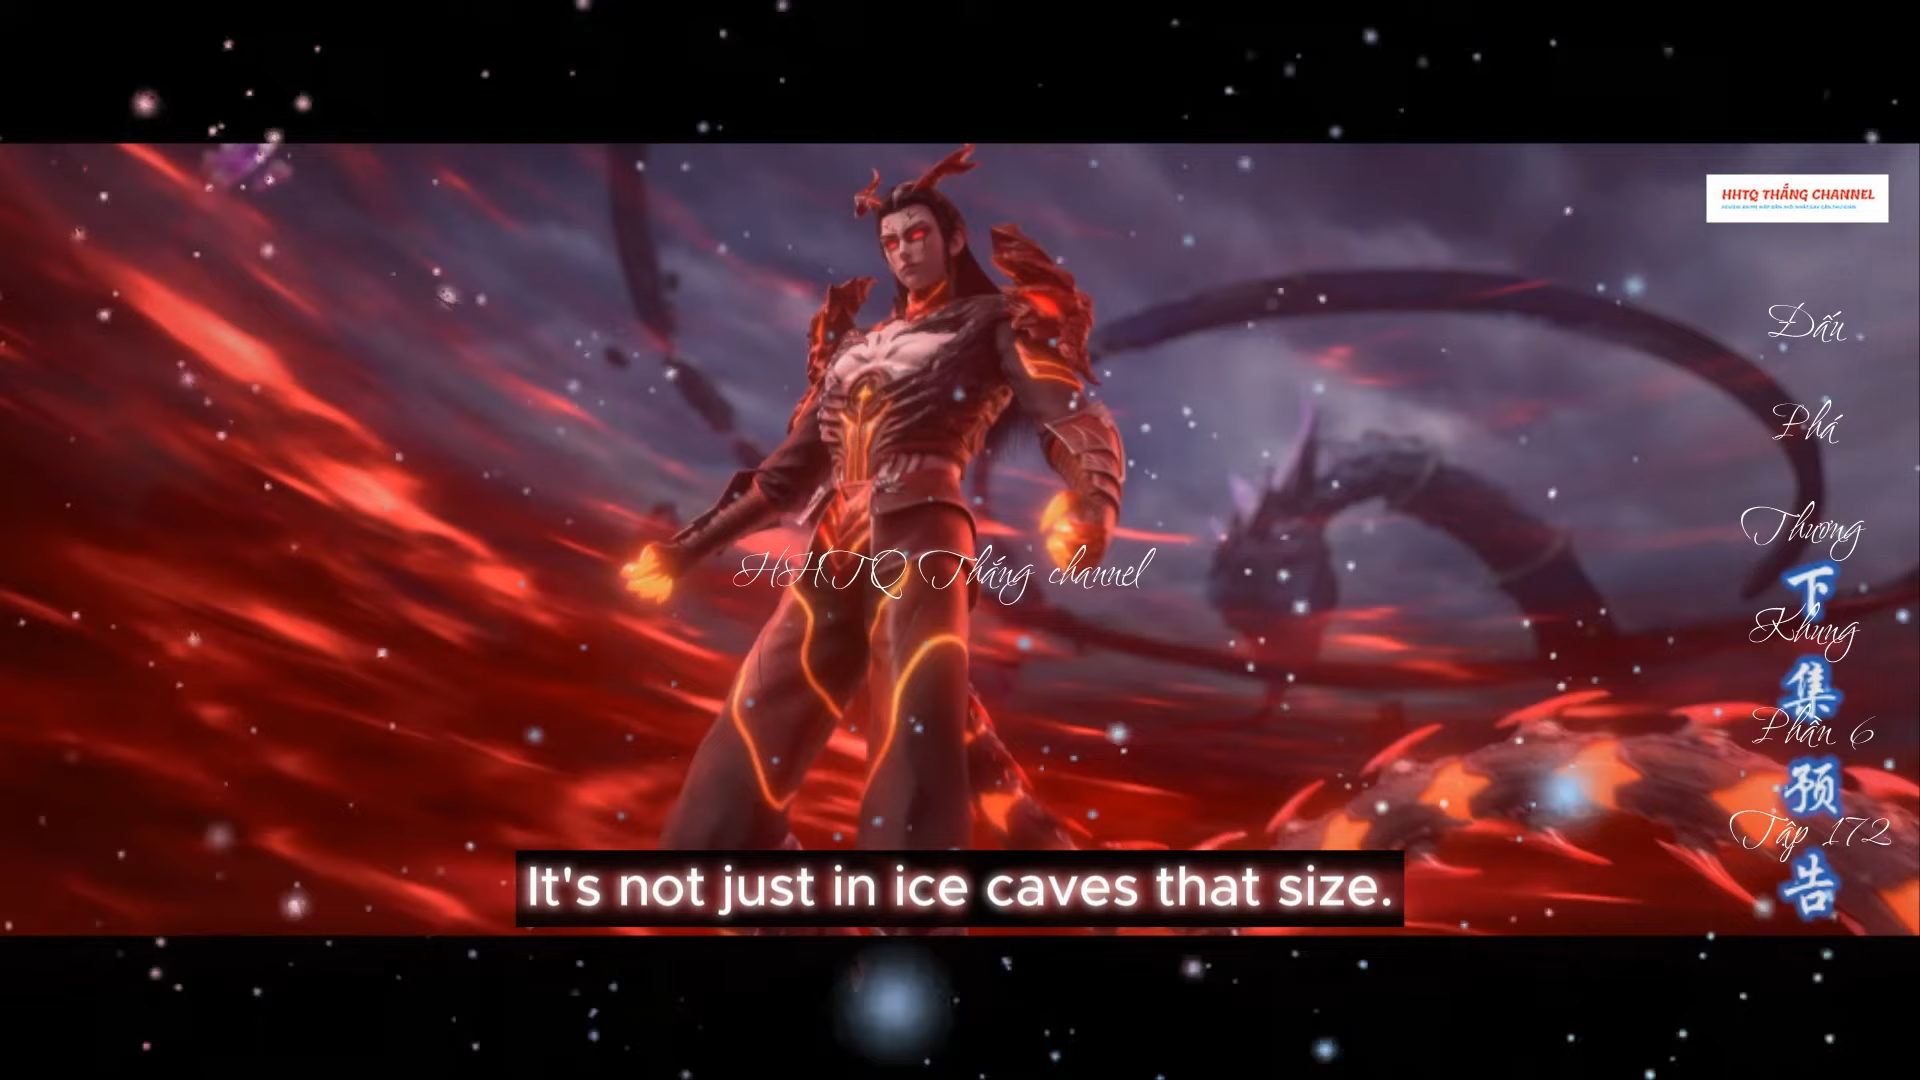 HHTQ THẮNG CHANNEL
Đấu
Phá
Thương
Khung
Phần 6
Tập 172
下集预告
HHTQ Thắng channel
It's not just in ice caves that size.